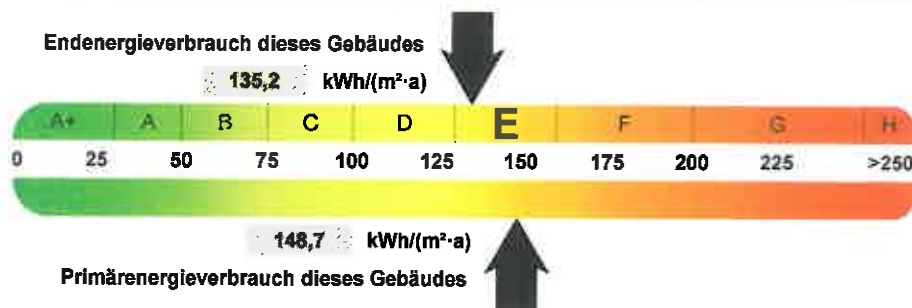 Endenergieverbrauch dieses Gebäudes
135,2 kWh/(m²·a)
A+ A B C D E F G H
0 25 50 75 100 125 150 175 200 225 >250
148,7 kWh/(m²·a)
Primärenergieverbrauch dieses Gebäudes